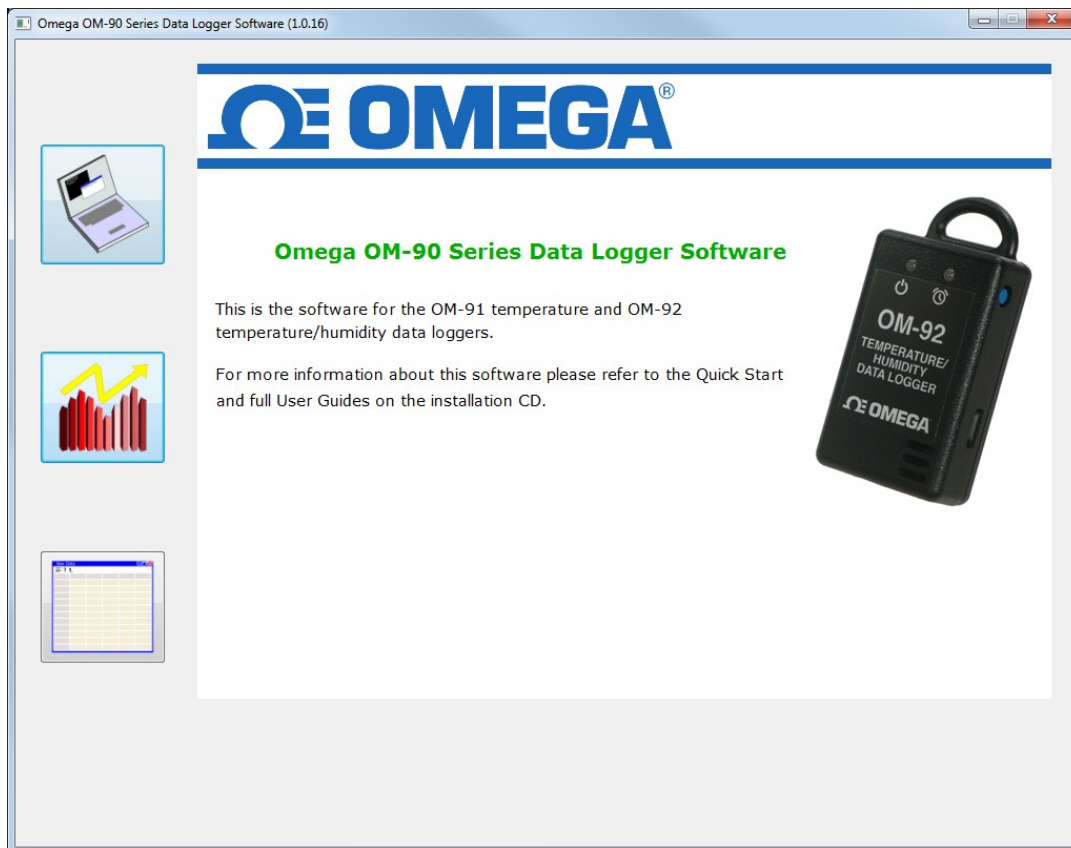 Omega OM-90 Series Data Logger Software (1.0.16)
OMEGA®
Omega OM-90 Series Data Logger Software
This is the software for the OM-91 temperature and OM-92
temperature/humidity data loggers.
For more information about this software please refer to the Quick Start
and full User Guides on the installation CD.
OM-92
TEMPERATURE/
HUMIDITY
DATA LOGGER
OMEGA